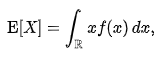 E[X] = ∫_ℝ x f(x) dx,